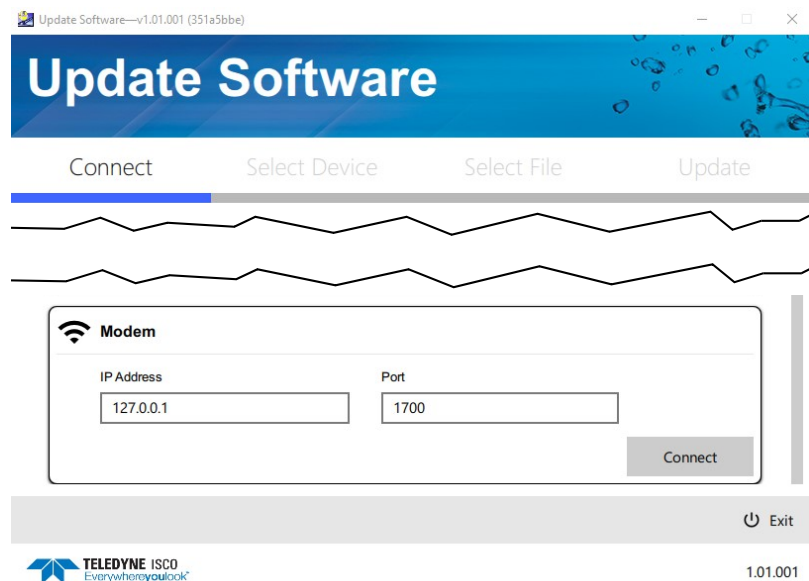 Update Software—v1.01.001 (351a5bbe)
Update Software
Connect Select Device Select File Update
Modem
IP Address Port
127.0.0.1 1700
Connect
Exit
TELEDYNE ISCO
Everywhereyoulook™
1.01.001